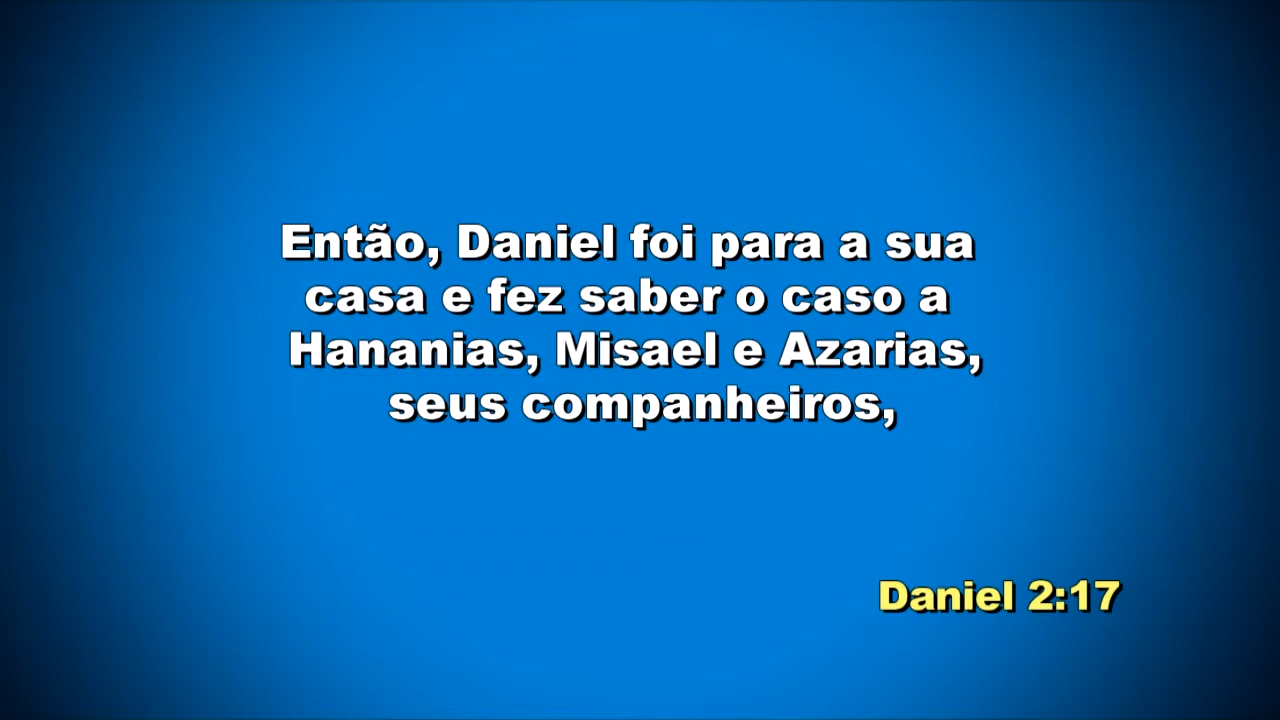 Então, Daniel foi para a sua
casa e fez saber o caso a
Hananias, Misael e Azarias,
seus companheiros,
Daniel 2:17